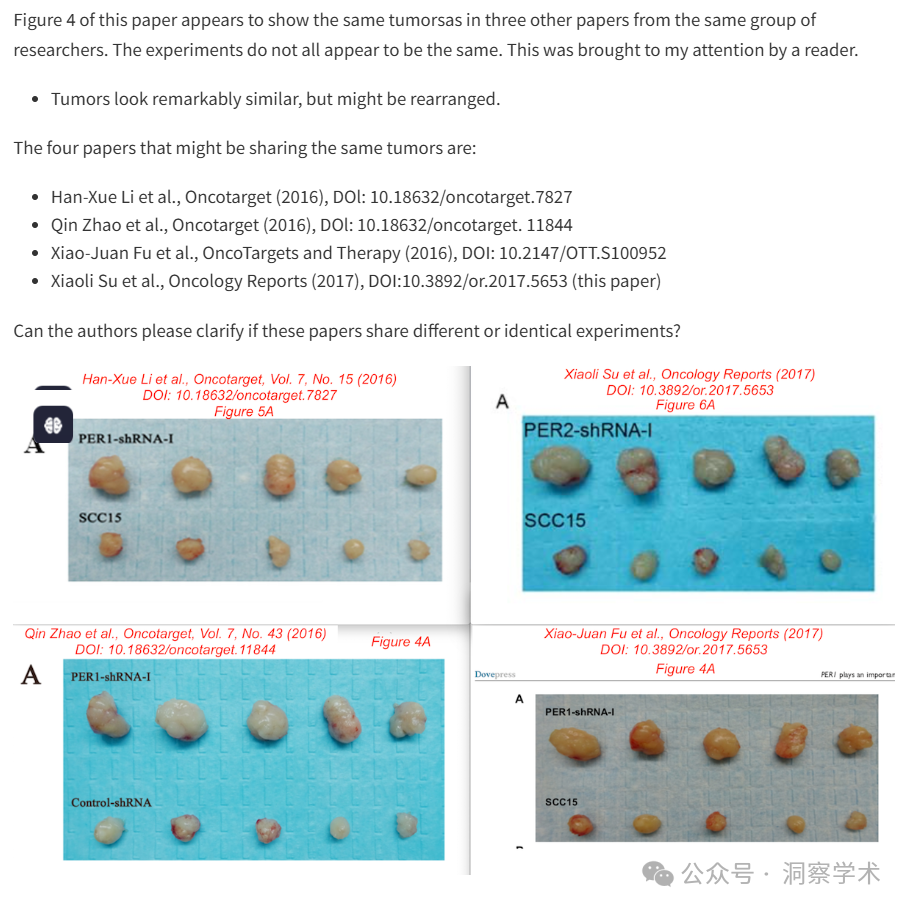 Figure 4 of this paper appears to show the same tumorsas in three other papers from the same group of
researchers. The experiments do not all appear to be the same. This was brought to my attention by a reader.
• Tumors look remarkably similar, but might be rearranged.
The four papers that might be sharing the same tumors are:
• Han-Xue Li et al., Oncotarget (2016), DOl: 10.18632/oncotarget.7827
• Qin Zhao et al., Oncotarget (2016), DOl: 10.18632/oncotarget. 11844
• Xiao-Juan Fu et al., OncoTargets and Therapy (2016), DOI: 10.2147/OTT.S100952
• Xiaoli Su et al., Oncology Reports (2017), DOI:10.3892/or.2017.5653 (this paper)
Can the authors please clarify if these papers share different or identical experiments?
Han-Xue Li et al., Oncotarget, Vol. 7, No. 15 (2016)
DOI: 10.18632/oncotarget.7827
Figure 5A
A
PER1-shRNA-I
SCC15
Xiaoli Su et al., Oncology Reports (2017)
DOI: 10.3892/or.2017.5653
Figure 6A
A
PER2-shRNA-I
SCC15
Qin Zhao et al., Oncotarget, Vol. 7, No. 43 (2016)
DOI: 10.18632/oncotarget.11844
Figure 4A
A
PER1-shRNA-I
Control-shRNA
Xiao-Juan Fu et al., Oncology Reports (2017)
DOI: 10.3892/or.2017.5653
Figure 4A
Dovepress
PER1 plays an importan
A
PER1-shRNA-I
SCC15
公众号 · 洞察学术